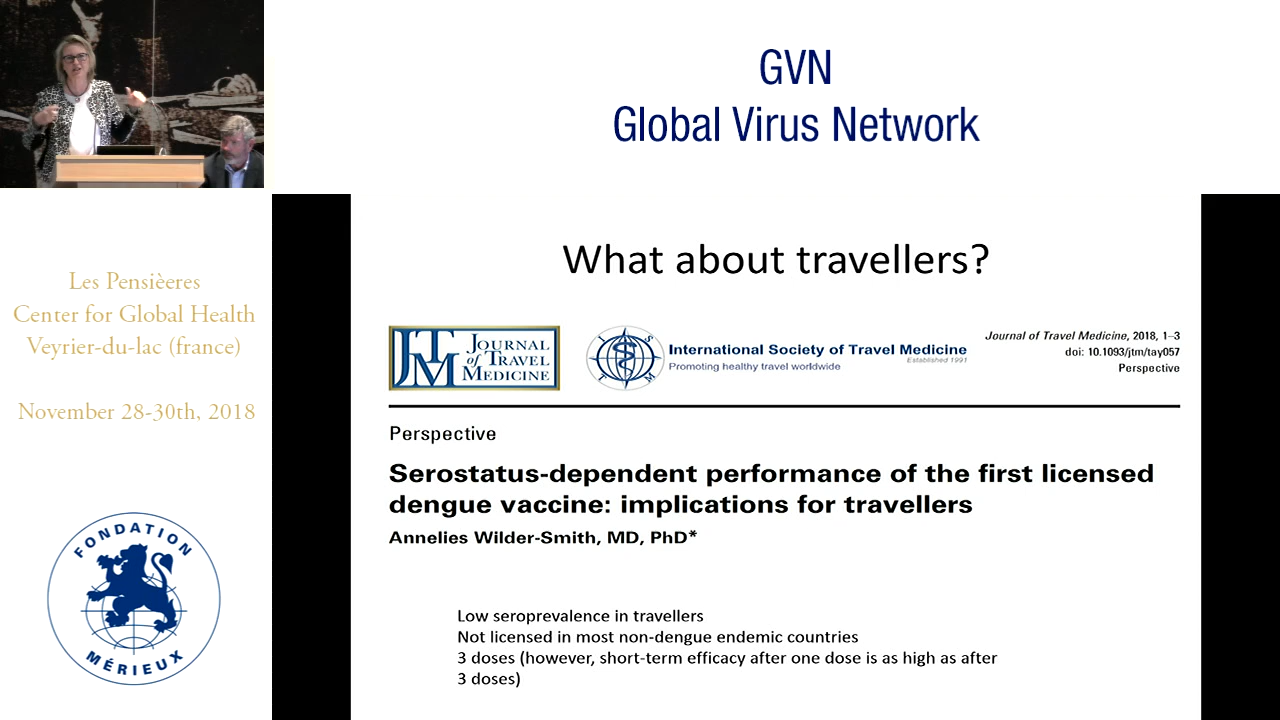 GVN
Global Virus Network
Les Pensièeres
Center for Global Health
Veyrier-du-lac (france)
November 28-30th, 2018
FONDATION
MÉRIEUX
What about travellers?
JTM
JOURNAL
of TRAVEL
MEDICINE
ISTM
International Society of Travel Medicine
Established 1991
Promoting healthy travel worldwide
Journal of Travel Medicine, 2018, 1–3
doi: 10.1093/jtm/tay057
Perspective
Perspective
Serostatus-dependent performance of the first licensed
dengue vaccine: implications for travellers
Annelies Wilder-Smith, MD, PhD*
Low seroprevalence in travellers
Not licensed in most non-dengue endemic countries
3 doses (however, short-term efficacy after one dose is as high as after
3 doses)